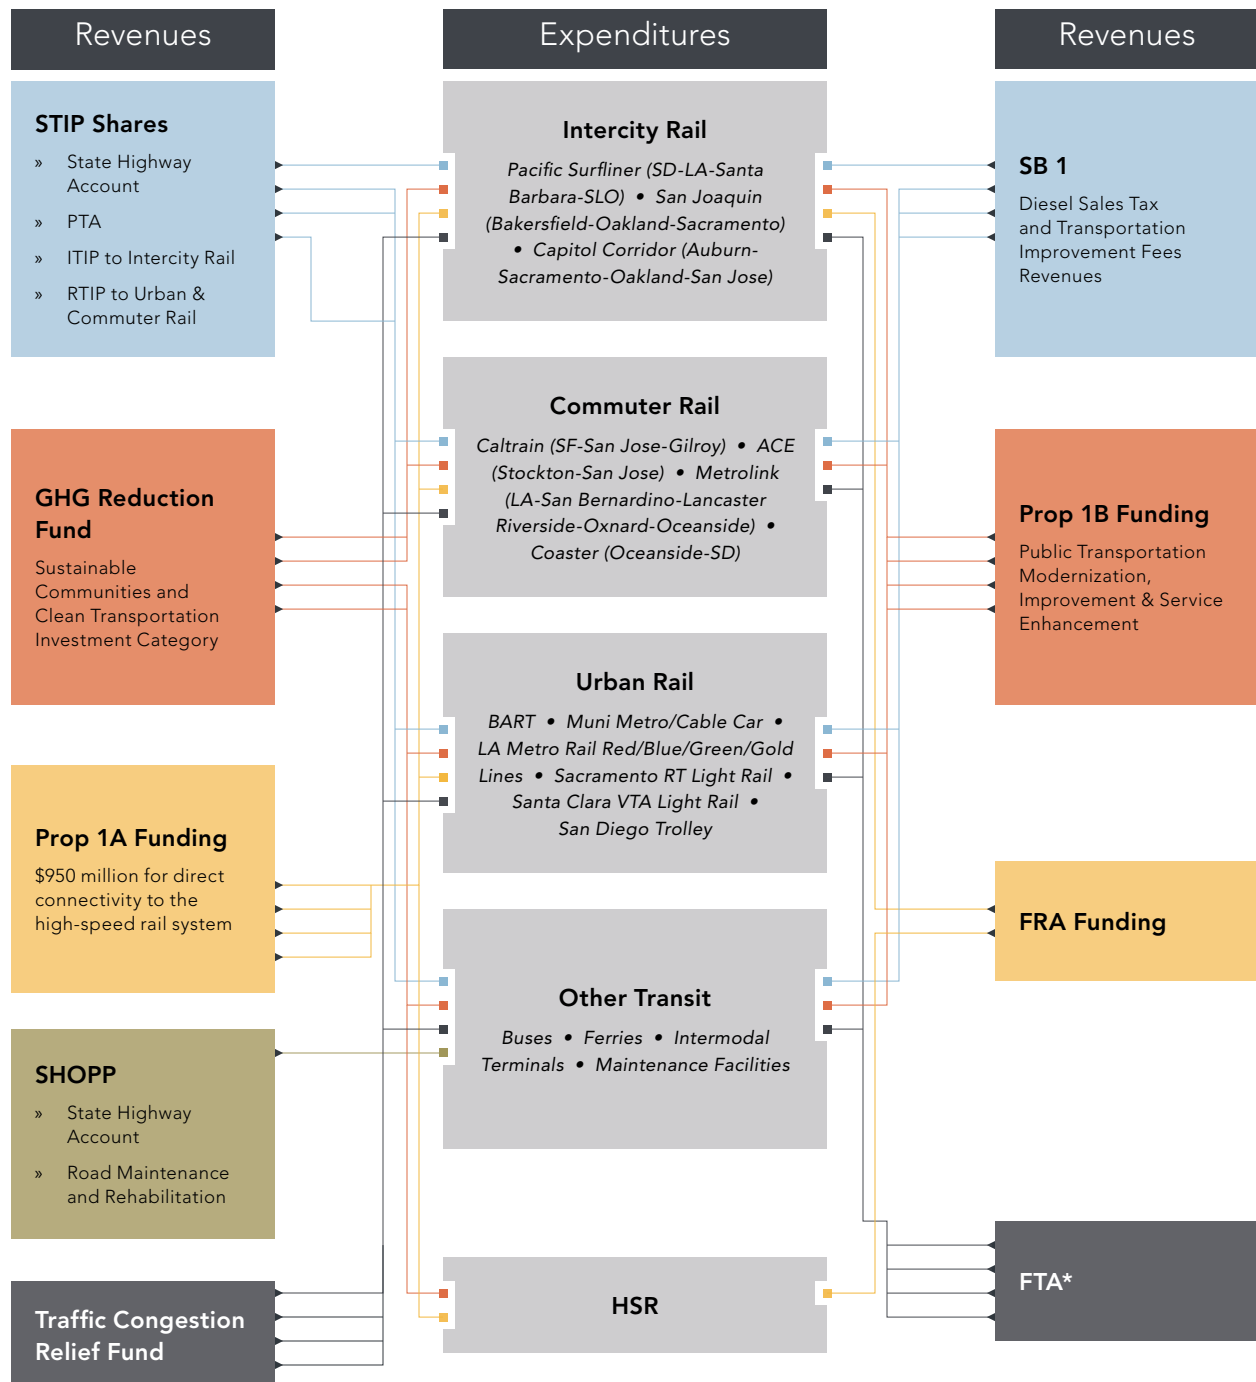 Revenues
Expenditures
Revenues
STIP Shares
» State Highway
Account
» PTA
» ITIP to Intercity Rail
» RTIP to Urban &
Commuter Rail
GHG Reduction
Fund
Sustainable
Communities and
Clean Transportation
Investment Category
Prop 1A Funding
$950 million for direct
connectivity to the
high-speed rail system
SHOPP
» State Highway
Account
» Road Maintenance
and Rehabilitation
Traffic Congestion
Relief Fund
Intercity Rail
Pacific Surfliner (SD-LA-Santa
Barbara-SLO) • San Joaquin
(Bakersfield-Oakland-Sacramento)
• Capitol Corridor (Auburn-
Sacramento-Oakland-San Jose)
Commuter Rail
Caltrain (SF-San Jose-Gilroy) • ACE
(Stockton-San Jose) • Metrolink
(LA-San Bernardino-Lancaster
Riverside-Oxnard-Oceanside) •
Coaster (Oceanside-SD)
Urban Rail
BART • Muni Metro/Cable Car •
LA Metro Rail Red/Blue/Green/Gold
Lines • Sacramento RT Light Rail •
Santa Clara VTA Light Rail •
San Diego Trolley
Other Transit
Buses • Ferries • Intermodal
Terminals • Maintenance Facilities
HSR
SB 1
Diesel Sales Tax
and Transportation
Improvement Fees
Revenues
Prop 1B Funding
Public Transportation
Modernization,
Improvement & Service
Enhancement
FRA Funding
FTA*